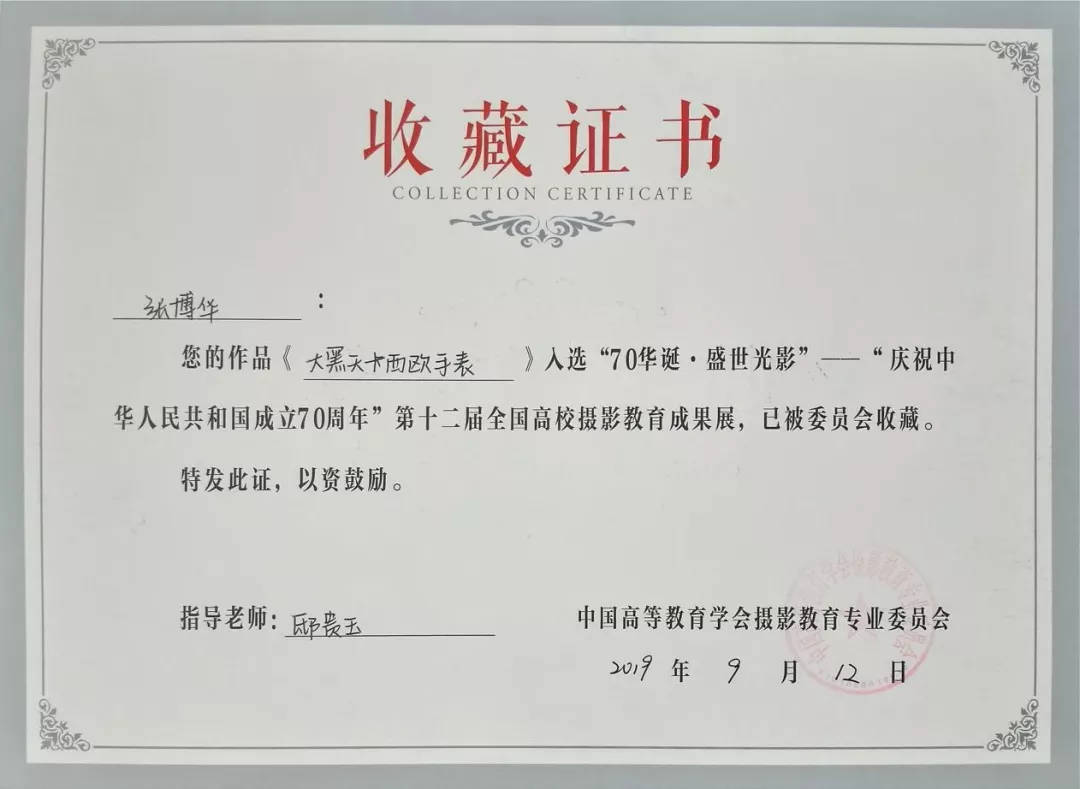 收藏证书
COLLECTION CERTIFICATE
张博华：
您的作品《大黑天卡西欧手表》入选“70华诞·盛世光影”——“庆祝中
华人民共和国成立70周年”第十二届全国高校摄影教育成果展，已被委员会收藏。
特发此证，以资鼓励。
指导老师：邸贵玉
中国高等教育学会摄影教育专业委员会
2019年9月12日